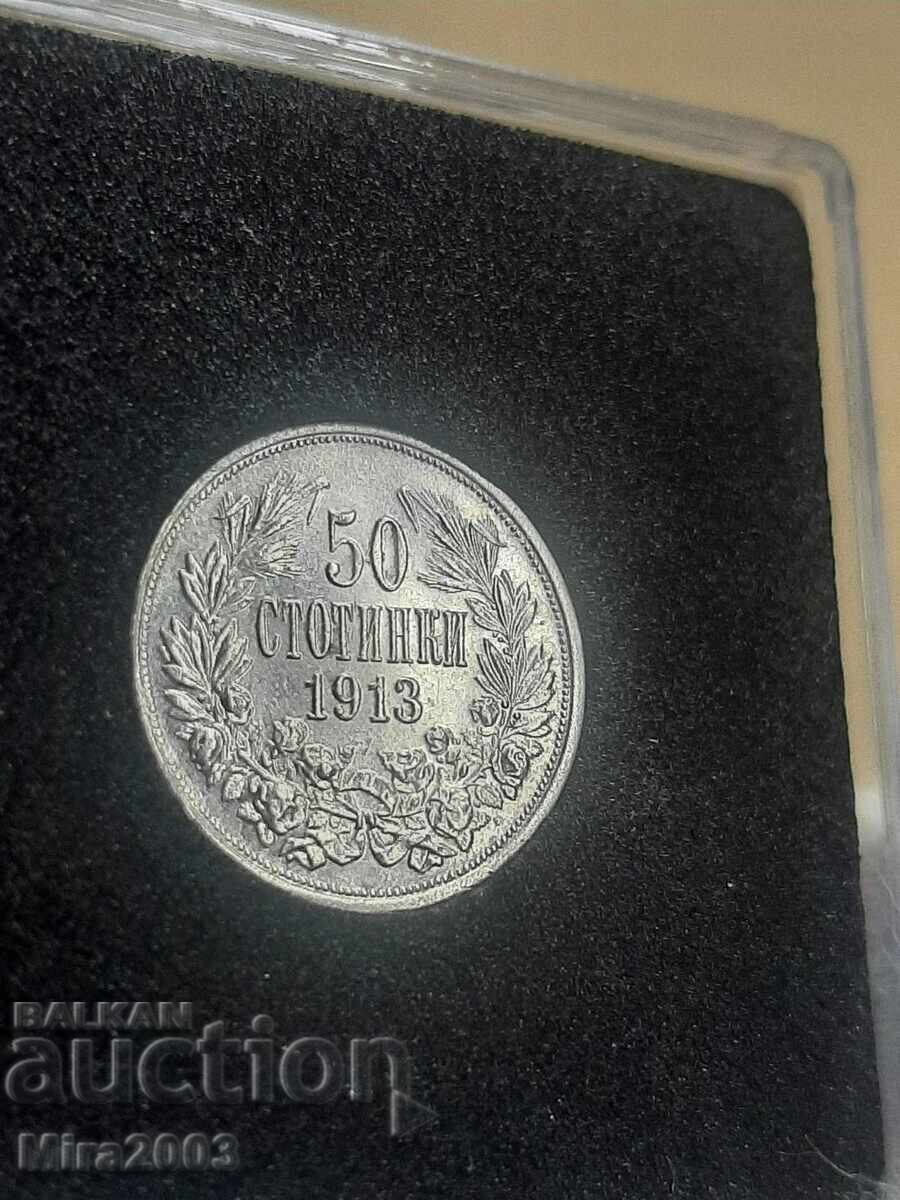 50
СТОТИНКИ
1913
BALKAN
auction
Mira2003